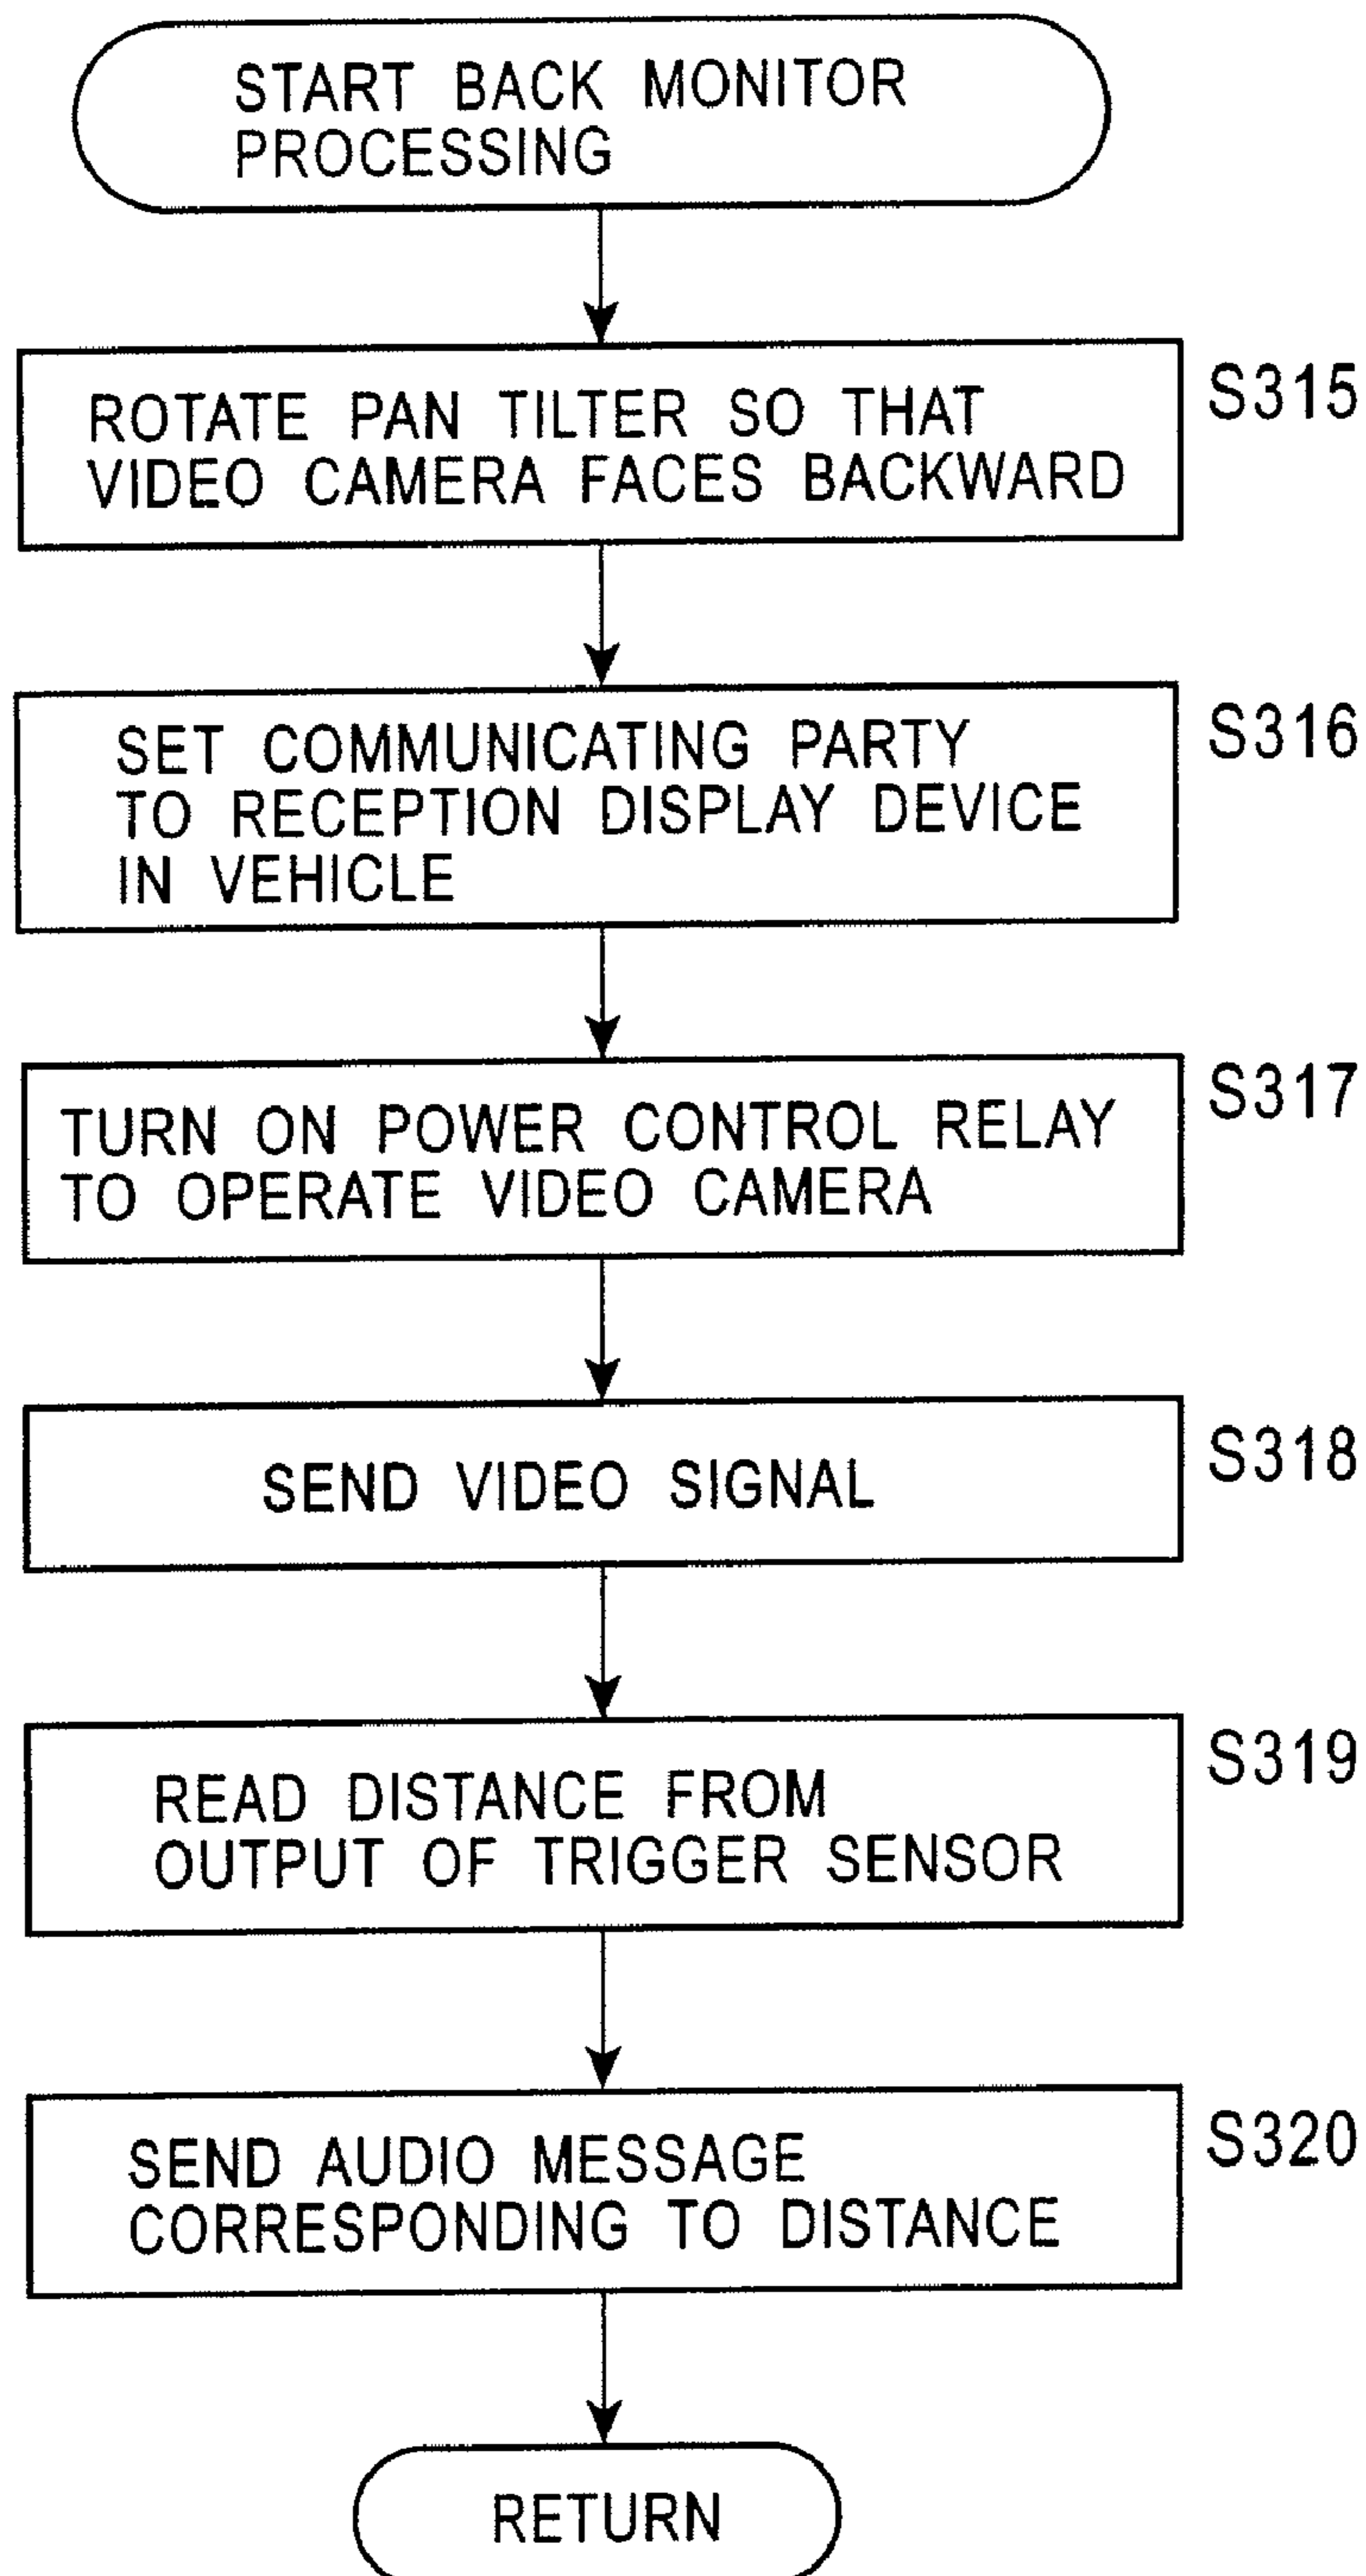 START BACK MONITOR
PROCESSING
ROTATE PAN TILTER SO THAT
VIDEO CAMERA FACES BACKWARD
S315
SET COMMUNICATING PARTY
TO RECEPTION DISPLAY DEVICE
IN VEHICLE
S316
TURN ON POWER CONTROL RELAY
TO OPERATE VIDEO CAMERA
S317
SEND VIDEO SIGNAL
S318
READ DISTANCE FROM
OUTPUT OF TRIGGER SENSOR
S319
SEND AUDIO MESSAGE
CORRESPONDING TO DISTANCE
S320
RETURN